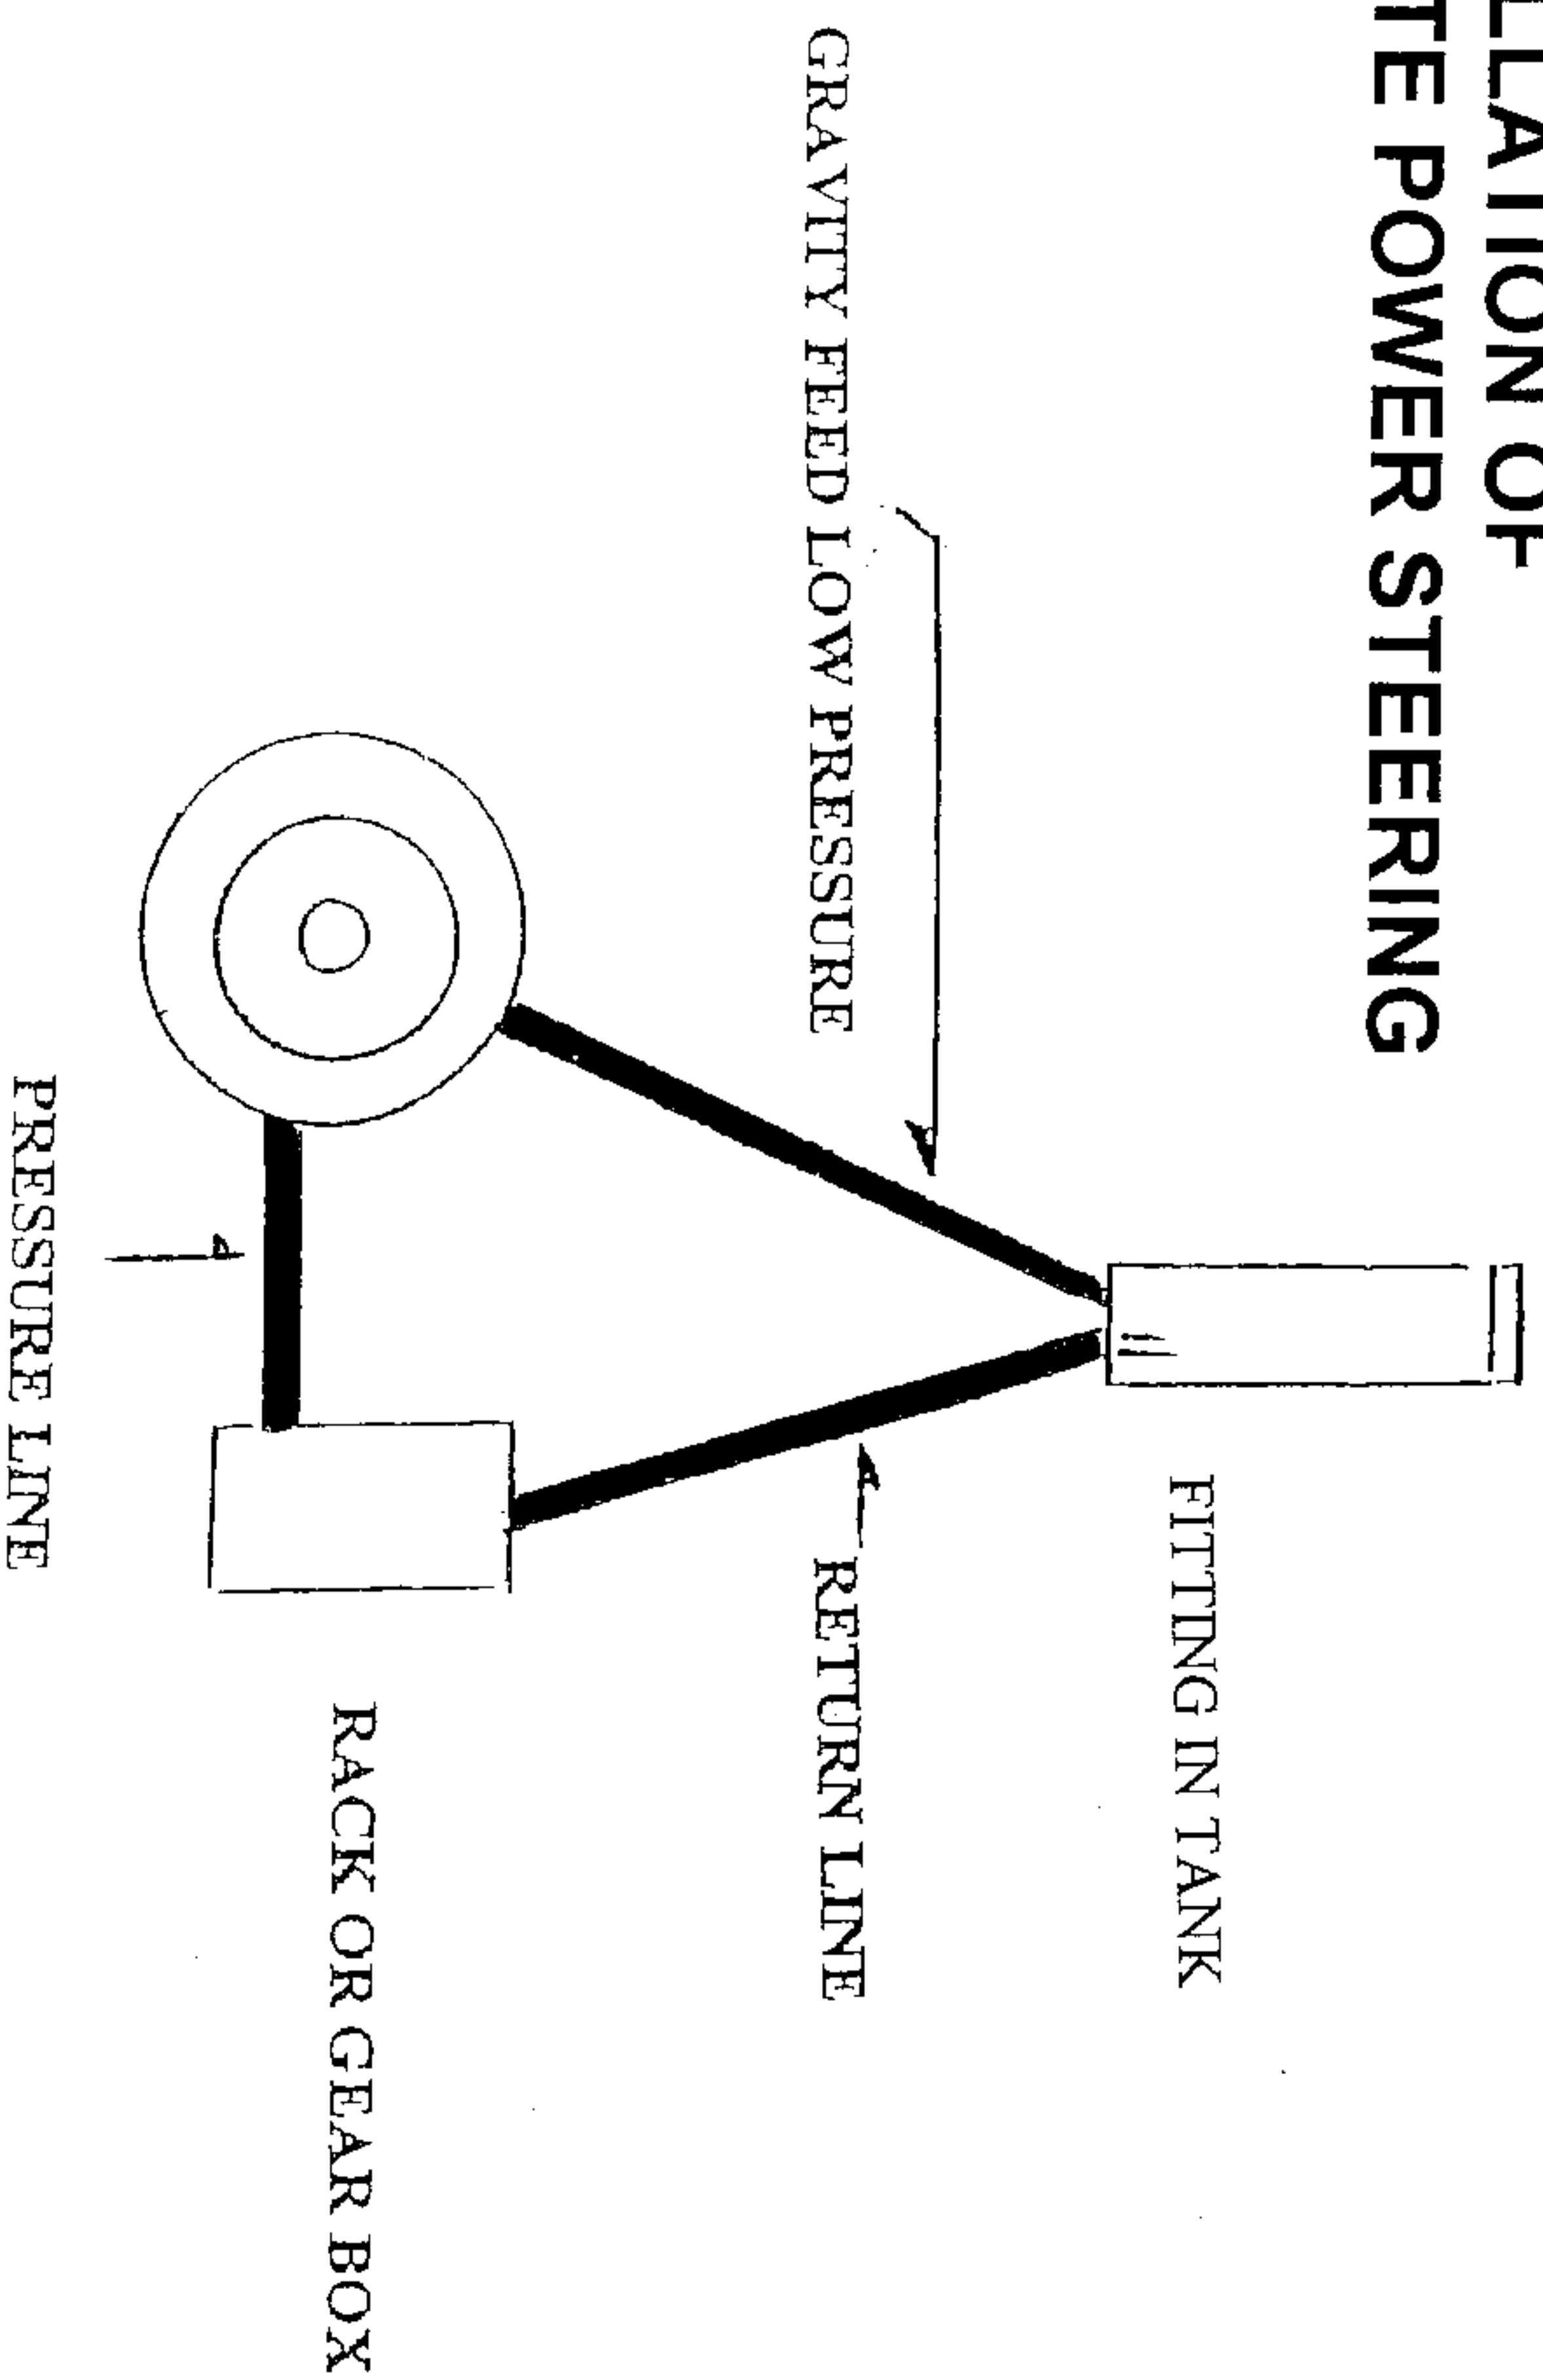 LLATION OF
TE POWER STEERING
FITTING IN TANK
GRAVITY FEED LOW PRESSURE
RETURN LINE
RACK OR GEAR BOX
PRESSURE LINE